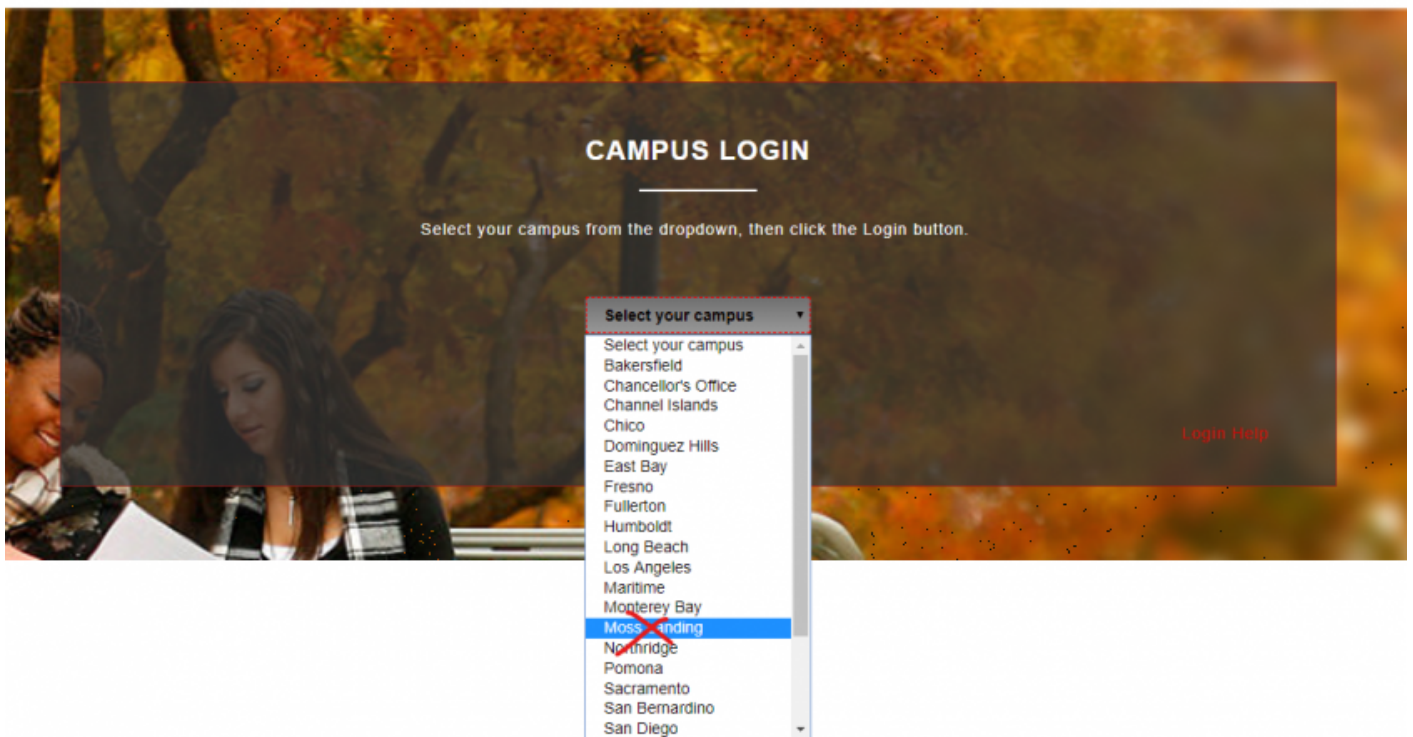 CAMPUS LOGIN
Select your campus from the dropdown, then click the Login button.
Select your campus
Select your campus
Bakersfield
Chancellor's Office
Channel Islands
Chico
Dominguez Hills
East Bay
Login Help
Fresno
Fullerton
Humboldt
Long Beach
Los Angeles
Maritime
Monterey Bay
Moss Landing
Northridge
Pomona
Sacramento
San Bernardino
San Diego